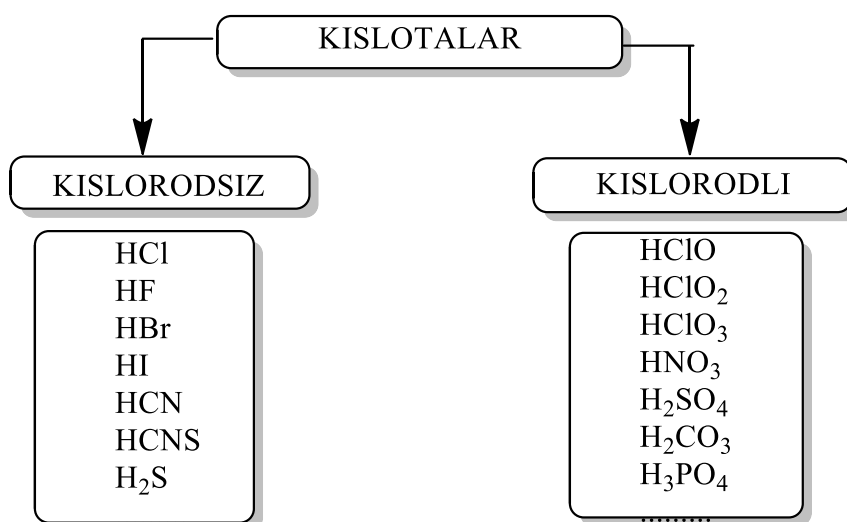 KISLOTALAR
KISLORODSIZ
HCl
HF
HBr
HI
HCN
HCNS
H₂S
KISLORODLI
HClO
HClO₂
HClO₃
HNO₃
H₂SO₄
H₂CO₃
H₃PO₄
.........